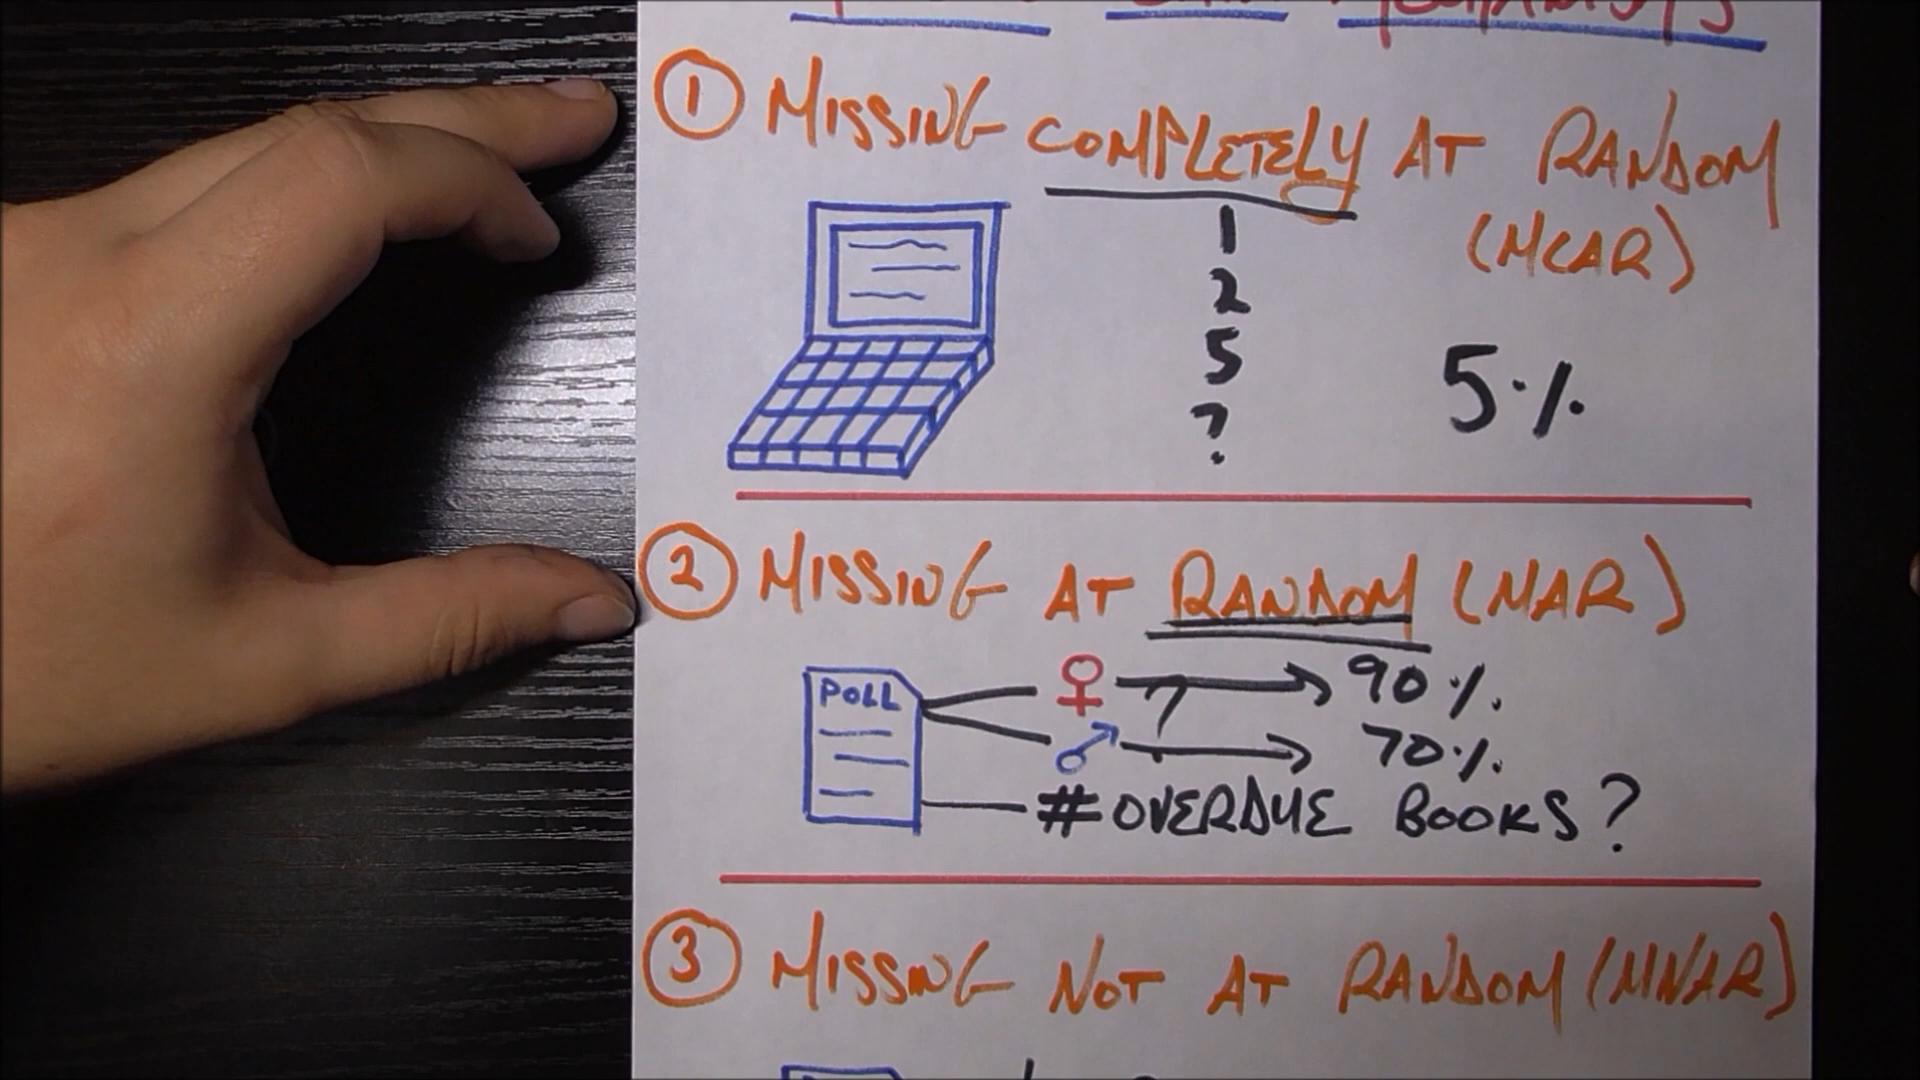 ① MISSING COMPLETELY AT RANDOM
(MCAR)
1
2
5
?
5%
② MISSING AT RANDOM (MAR)
POLL
♀ → 90%
?
♂ → 70%
# OVERDUE BOOKS?
③ MISSING NOT AT RANDOM (MNAR)